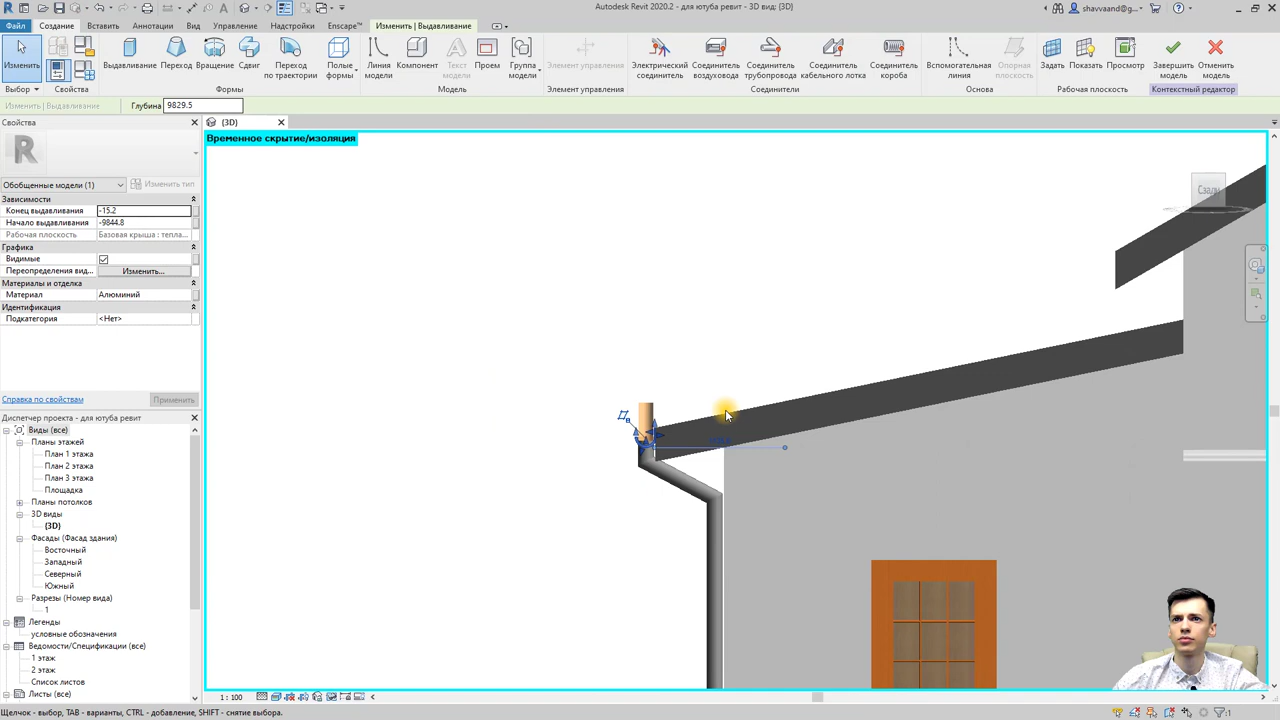 Autodesk Revit 2020.2 - для ютуба ревит - 3D вид: {3D}
shavvaand@g...
Файл Создание Вставить Аннотации Вид Управление Надстройки Enscape™ Изменить | Выдавливание
Изменить Выдавливание Переход Вращение Сдвиг Переход по траектории Полые формы Линия модели Компонент Текст модели Проем Группа модели Элемент управления Электрический соединитель Соединитель воздуховода Соединитель трубопровода Соединитель кабельного лотка Соединитель короба Вспомогательная линия Опорная плоскость Задать Показать Просмотр Завершить модель Отменить модель
Выбор Свойства Формы Модель Элемент управления Соединители Основа Рабочая плоскость Контекстный редактор
Изменить | Выдавливание Глубина 9829.5
Свойства
{3D}
Временное скрытие/изоляция
R
Обобщенные модели (1) Изменить тип
Зависимости
Конец выдавливания -15.2
Начало выдавливания -9844.8
Рабочая плоскость Базовая крыша : тепла...
Графика
Видимые
Переопределения вид... Изменить...
Материалы и отделка
Материал Алюминий
Идентификация
Подкатегория <Нет>
Сзади
Справка по свойствам Применить
Диспетчер проекта - для ютуба ревит
Виды (все)
Планы этажей
План 1 этажа
План 2 этажа
План 3 этажа
Площадка
Планы потолков
3D виды
{3D}
Фасады (Фасад здания)
Восточный
Западный
Северный
Южный
Разрезы (Номер вида)
1
Легенды
условные обозначения
Ведомости/Спецификации (все)
1 этаж
2 этаж
Список листов
Листы (все)
1 : 100
Щелчок - выбор, TAB - варианты, CTRL - добавление, SHIFT - снятие выбора.
:1